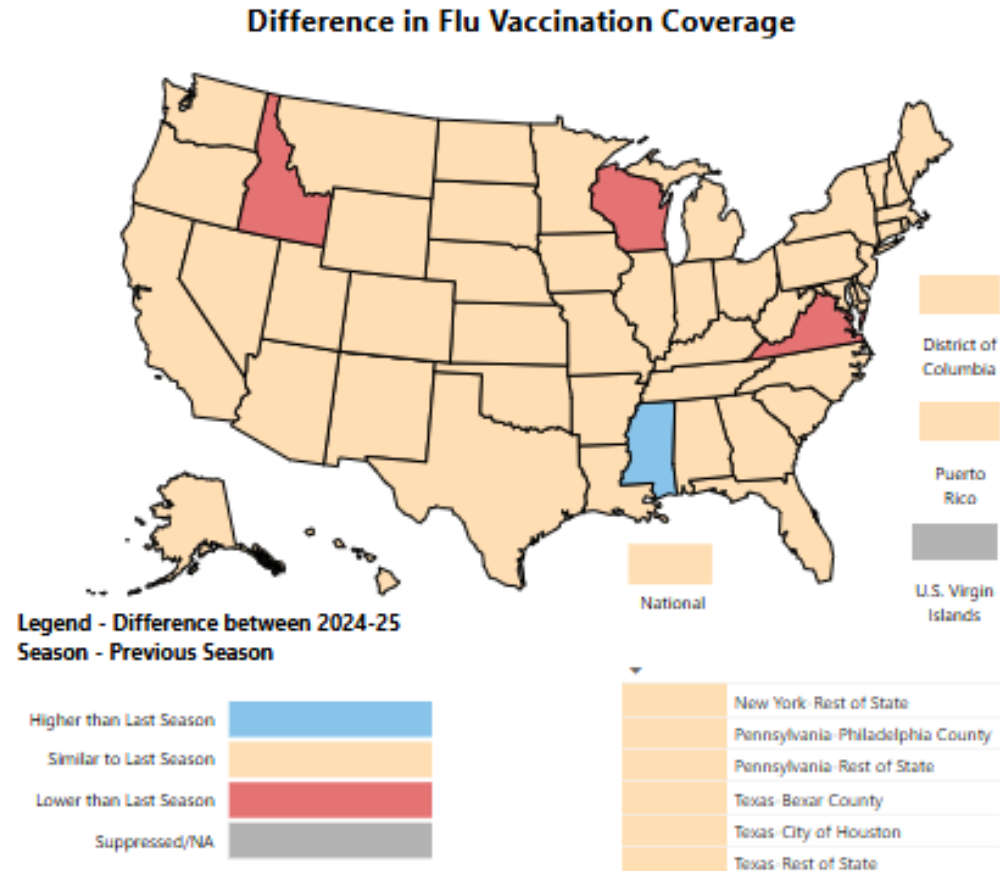 Difference in Flu Vaccination Coverage
District of
Columbia
Puerto
Rico
National
U.S. Virgin
Islands
Legend - Difference between 2024-25
Season - Previous Season
Higher than Last Season
Similar to Last Season
Lower than Last Season
Suppressed/NA
New York-Rest of State
Pennsylvania-Philadelphia County
Pennsylvania-Rest of State
Texas-Bexar County
Texas-City of Houston
Texas-Rest of State